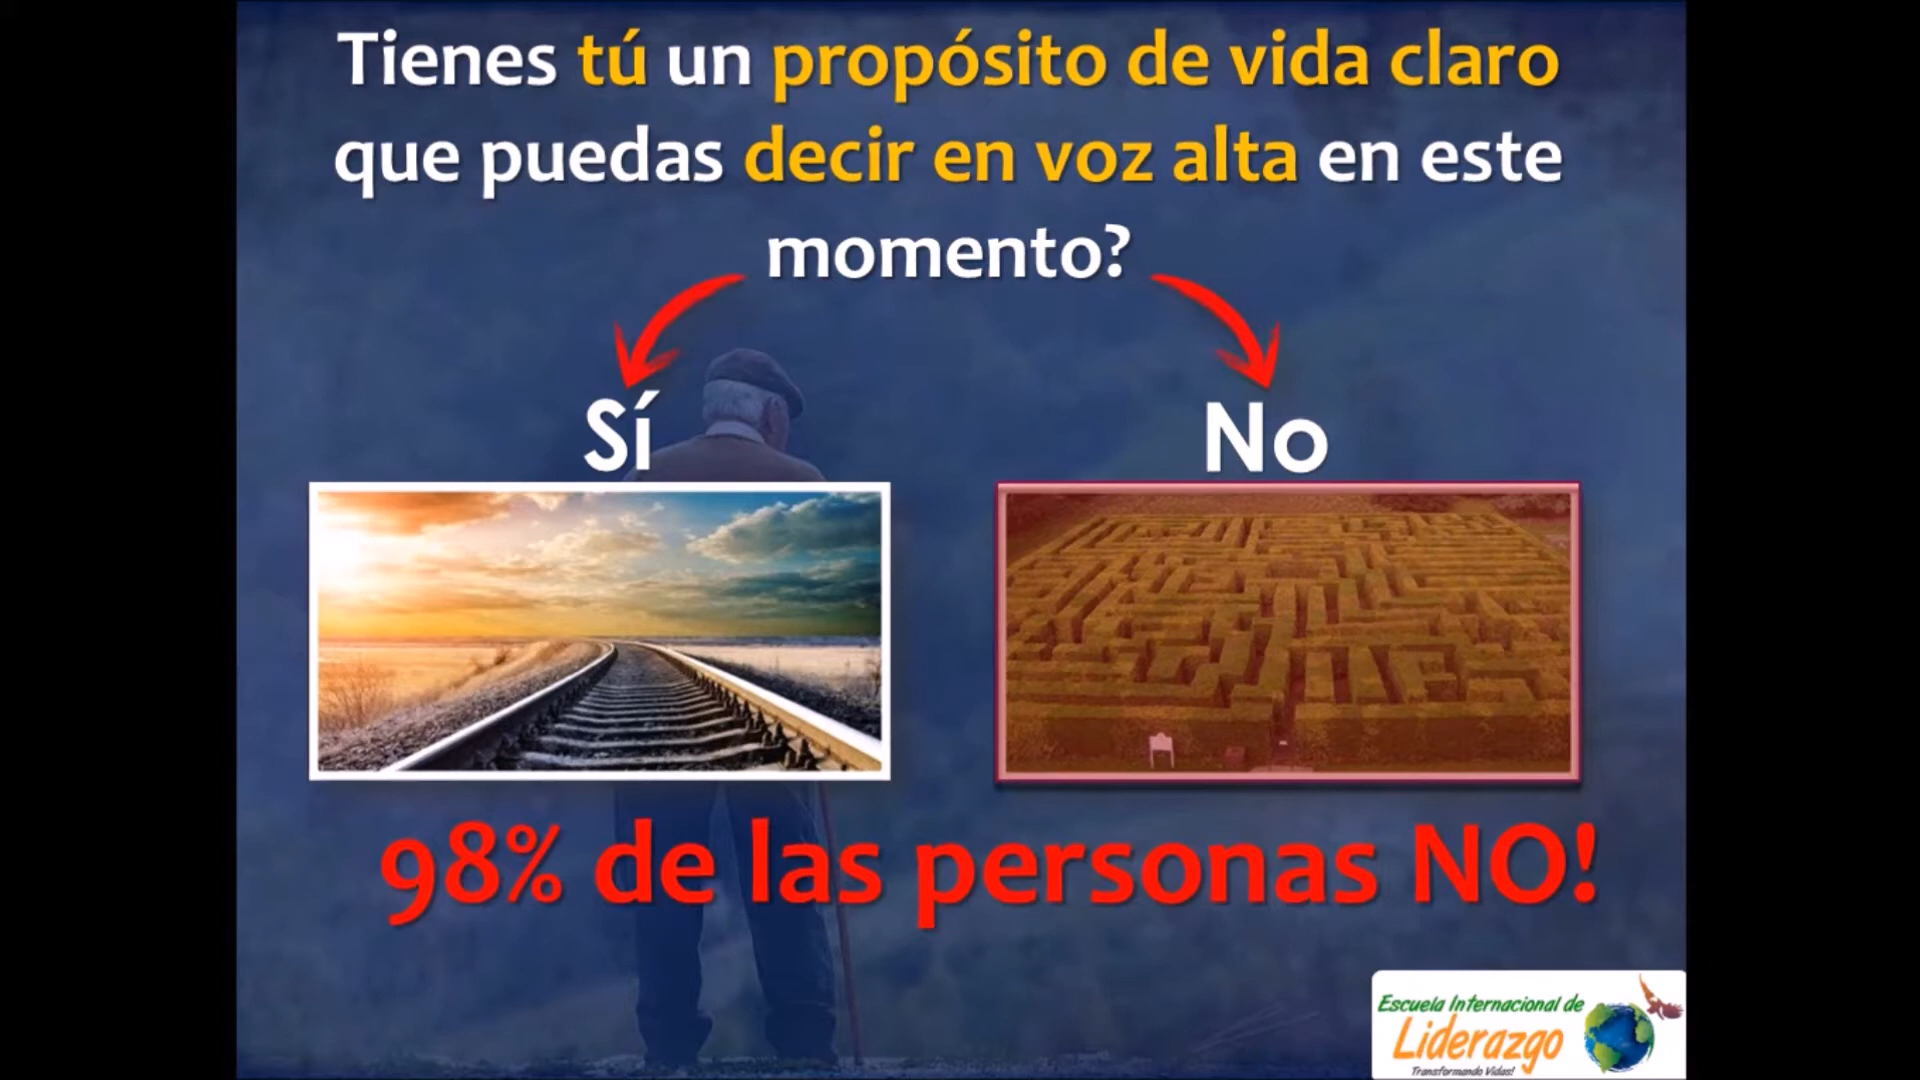 Tienes tú un propósito de vida claro
que puedas decir en voz alta en este
momento?
Sí
No
98% de las personas NO!
Escuela Internacional de
Liderazgo
Transformando Vidas!